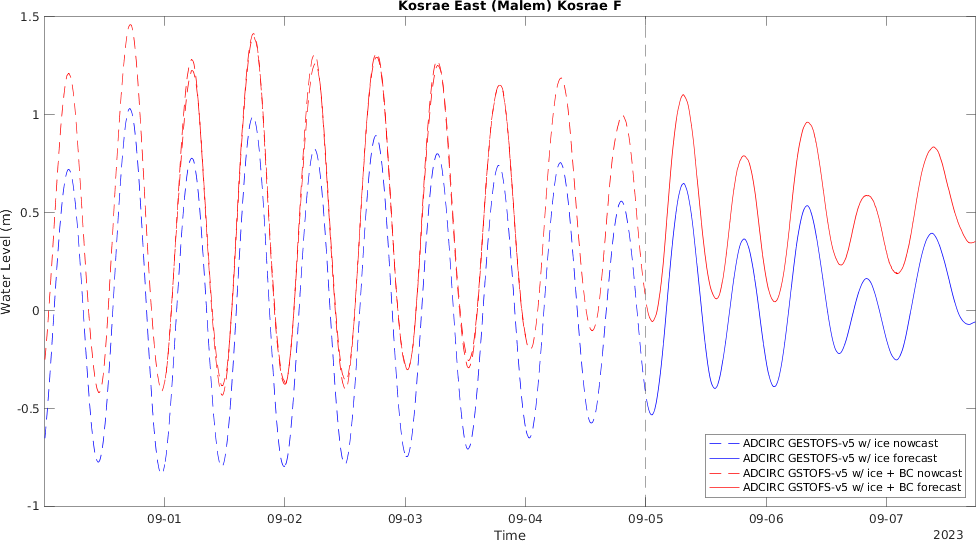 Kosrae East (Malem) Kosrae F
1.5
1
0.5
0
-0.5
-1
Water Level (m)
09-01
09-02
09-03
09-04
09-05
09-06
09-07
Time
2023
ADCIRC GESTOFS-v5 w/ ice nowcast
ADCIRC GESTOFS-v5 w/ ice forecast
ADCIRC GSTOFS-v5 w/ ice + BC nowcast
ADCIRC GSTOFS-v5 w/ ice + BC forecast